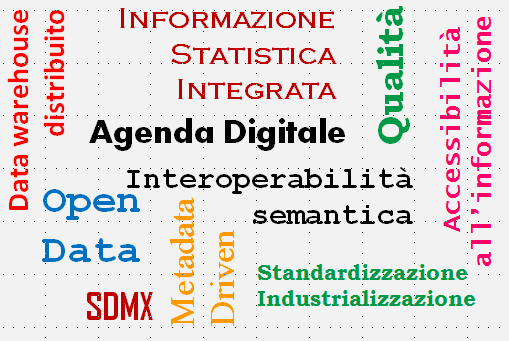 Data warehouse
distribuito
INFORMAZIONE
STATISTICA
INTEGRATA
Qualità
Accessibilità
all'informazione
Agenda Digitale
Interoperabilità
semantica
Open
Data
Metadata
Driven
Standardizzazione
Industrializzazione
SDMX